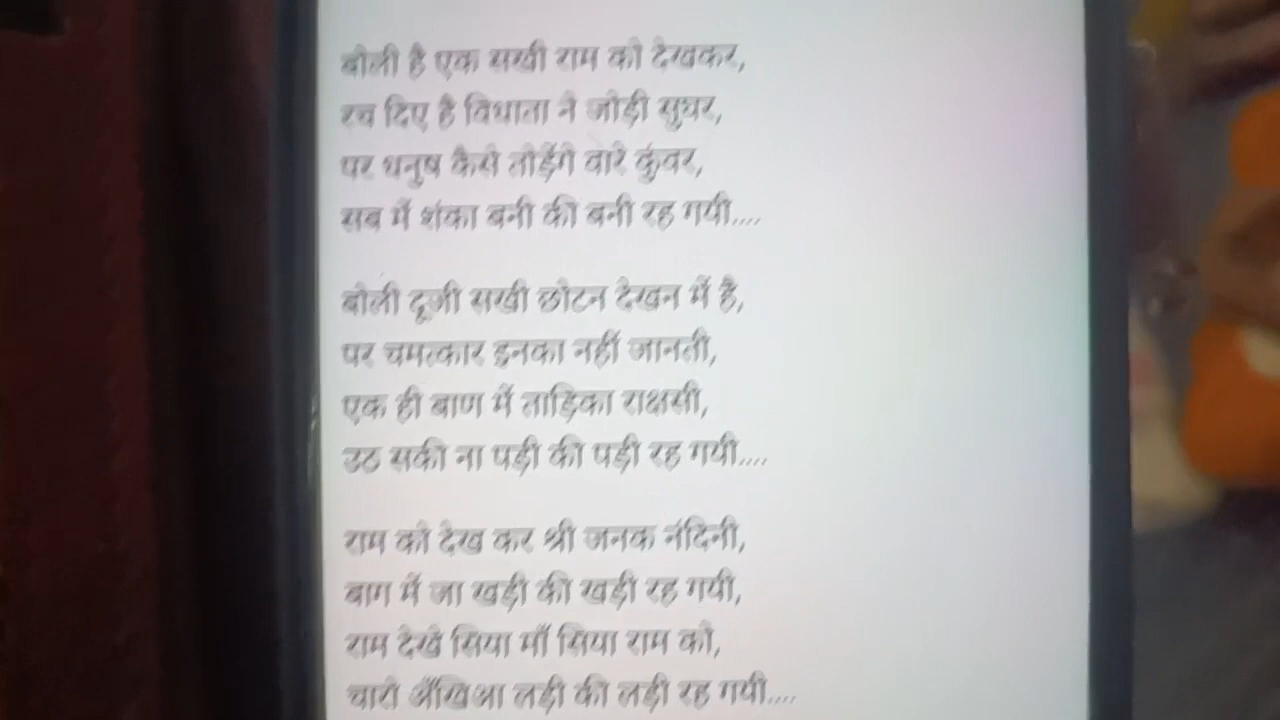 बोली है एक सखी राम को देखकर,
रच दिए है विधाता ने जोड़ी सुघर,
पर धनुष कैसे तोड़ेंगे वारे कुंवर,
सब में शंका बनी की बनी रह गयी....
बोली दूजी सखी छोटन देखन में है,
पर चमत्कार इनका नहीं जानती,
एक ही बाण में ताड़िका राक्षसी,
उठ सकी ना पड़ी की पड़ी रह गयी....
राम को देख कर श्री जनक नंदिनी,
बाग में जा खड़ी की खड़ी रह गयी,
राम देखे सिया माँ सिया राम को,
चारो अँखिआ लड़ी की लड़ी रह गयी....